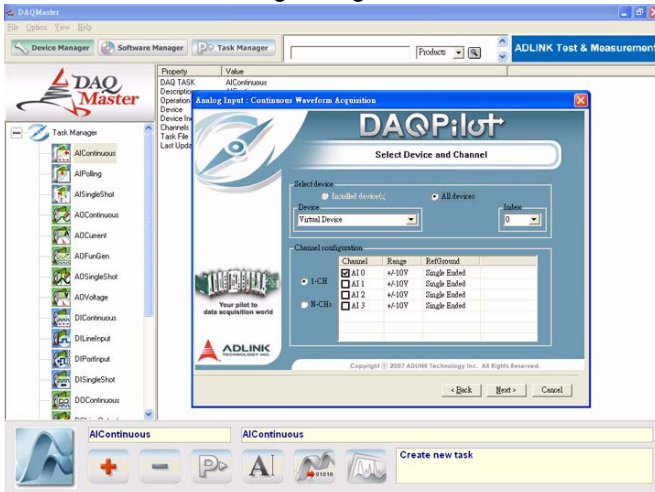 DAQMaster
File Option View Help
Device Manager Software Manager Task Manager Products ADLINK Test & Measurement
DAQ
Master
Task Manager
AIContinuous
AIPolling
AISingleShot
AOContinuous
AOCurrent
AOFunGen
AOSingleShot
AOVoltage
DIContinuous
DILineInput
DIPortInput
DISingleShot
DOContinuous
Property Value
DAQ TASK AIContinuous
Description
Operation
Device
Device In
Channels
Task File
Last Upda
Analog Input : Continuous Waveform Acquisition
DAQPilot
Select Device and Channel
Select device
Installed device(s) All devices
Device Index
Virtual Device 0
Channel configuration
Channel Range RefGround
1-CH
N-CHs
AI 0 +/-10V Single Ended
AI 1 +/-10V Single Ended
AI 2 +/-10V Single Ended
AI 3 +/-10V Single Ended
Your pilot to
data acquisition world
ADLINK
TECHNOLOGY INC.
Copyright © 2007 ADLINK Technology Inc. All Rights Reserved.
< Back Next > Cancel
AIContinuous AIContinuous
Create new task